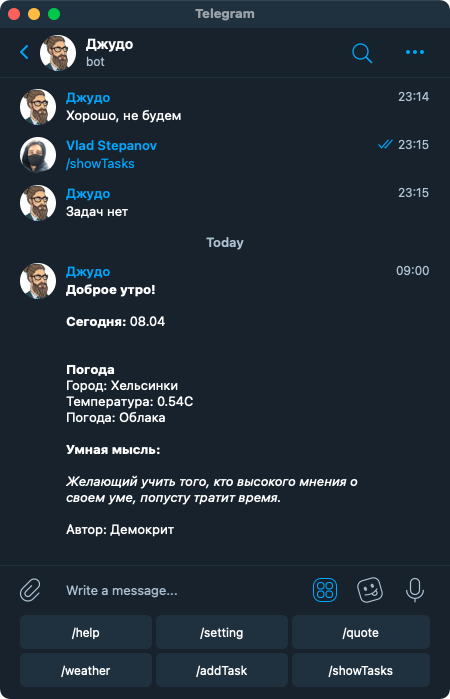 Telegram
Джудо
bot
Джудо 23:14
Хорошо, не будем
Vlad Stepanov 23:15
/showTasks
Джудо 23:15
Задач нет
Today
Джудо 09:00
Доброе утро!
Сегодня: 08.04
Погода
Город: Хельсинки
Температура: 0.54C
Погода: Облака
Умная мысль:
Желающий учить того, кто высокого мнения о
своем уме, попусту тратит время.
Автор: Демокрит
Write a message...
/help /setting /quote
/weather /addTask /showTasks